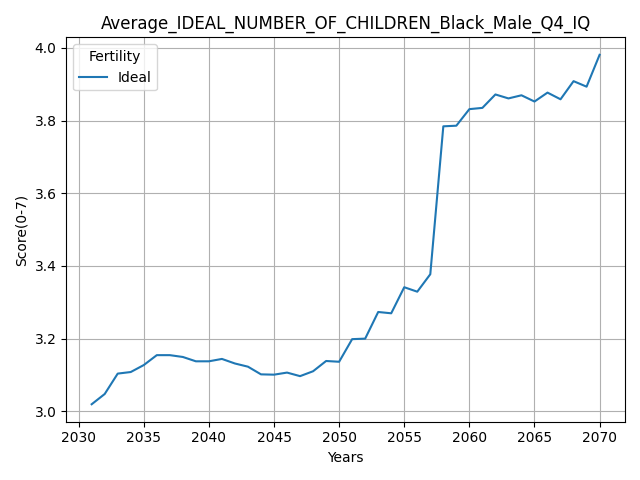 Average_IDEAL_NUMBER_OF_CHILDREN_Black_Male_Q4_IQ
Fertility
Ideal
Score(0-7)
4.0
3.8
3.6
3.4
3.2
3.0
2030 2035 2040 2045 2050 2055 2060 2065 2070
Years